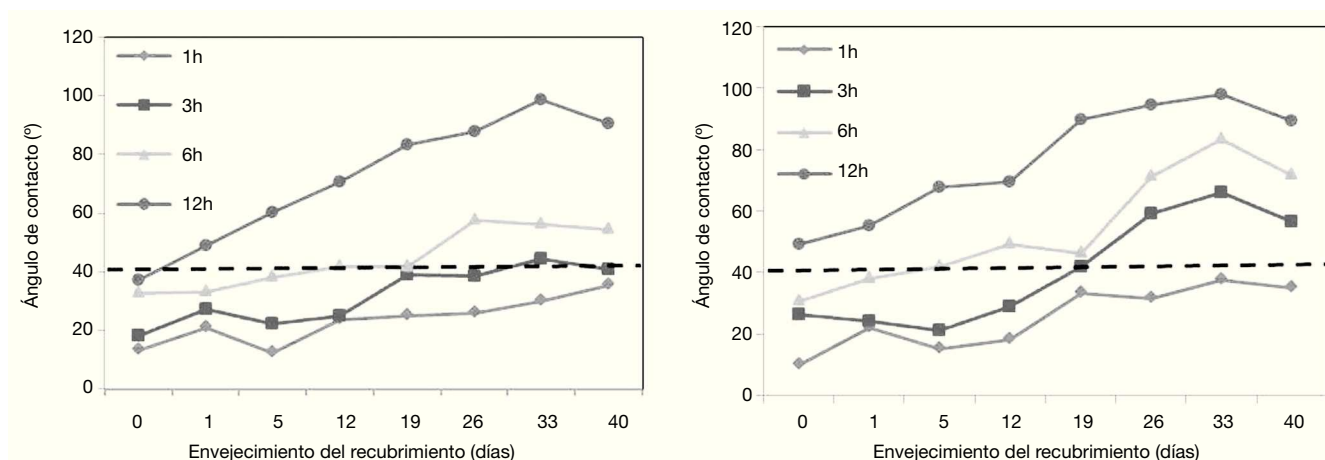 120
100
80
60
40
20
0
Ángulo de contacto (º)
1h
3h
6h
12h
0 1 5 12 19 26 33 40
Envejecimiento del recubrimiento (días)
120
100
80
60
40
20
0
Ángulo de contacto (º)
1h
3h
6h
12h
0 1 5 12 19 26 33 40
Envejecimiento del recubrimiento (días)